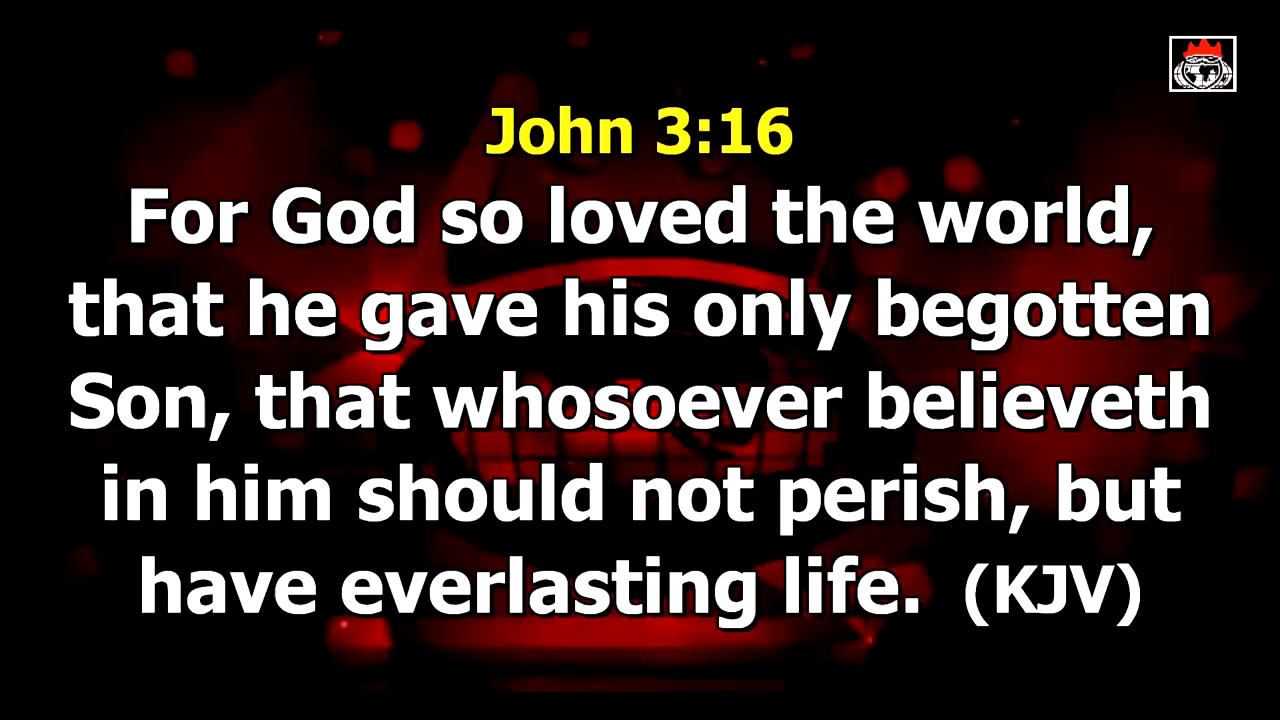 John 3:16
For God so loved the world,
that he gave his only begotten
Son, that whosoever believeth
in him should not perish, but
have everlasting life. (KJV)